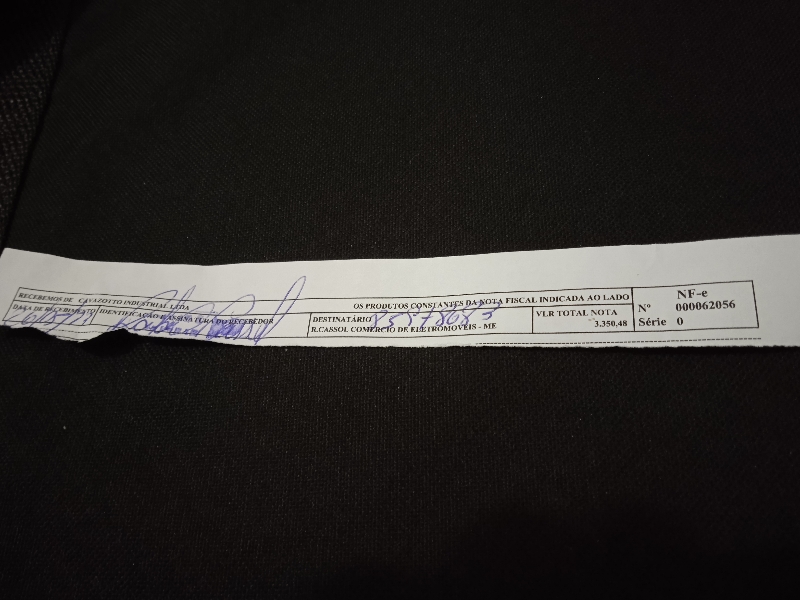 RECEBEMOS DE CAVAZOTTO INDUSTRIAL LTDA OS PRODUTOS CONSTANTES DA NOTA FISCAL INDICADA AO LADO
DATA DE RECEBIMENTO IDENTIFICAÇÃO E ASSINATURA DO RECEBEDOR
DESTINATÁRIO
R.CASSOL COMERCIO DE ELETROMOVEIS - ME
VLR TOTAL NOTA
3.350,48
NF-e
Nº 000062056
Série 0